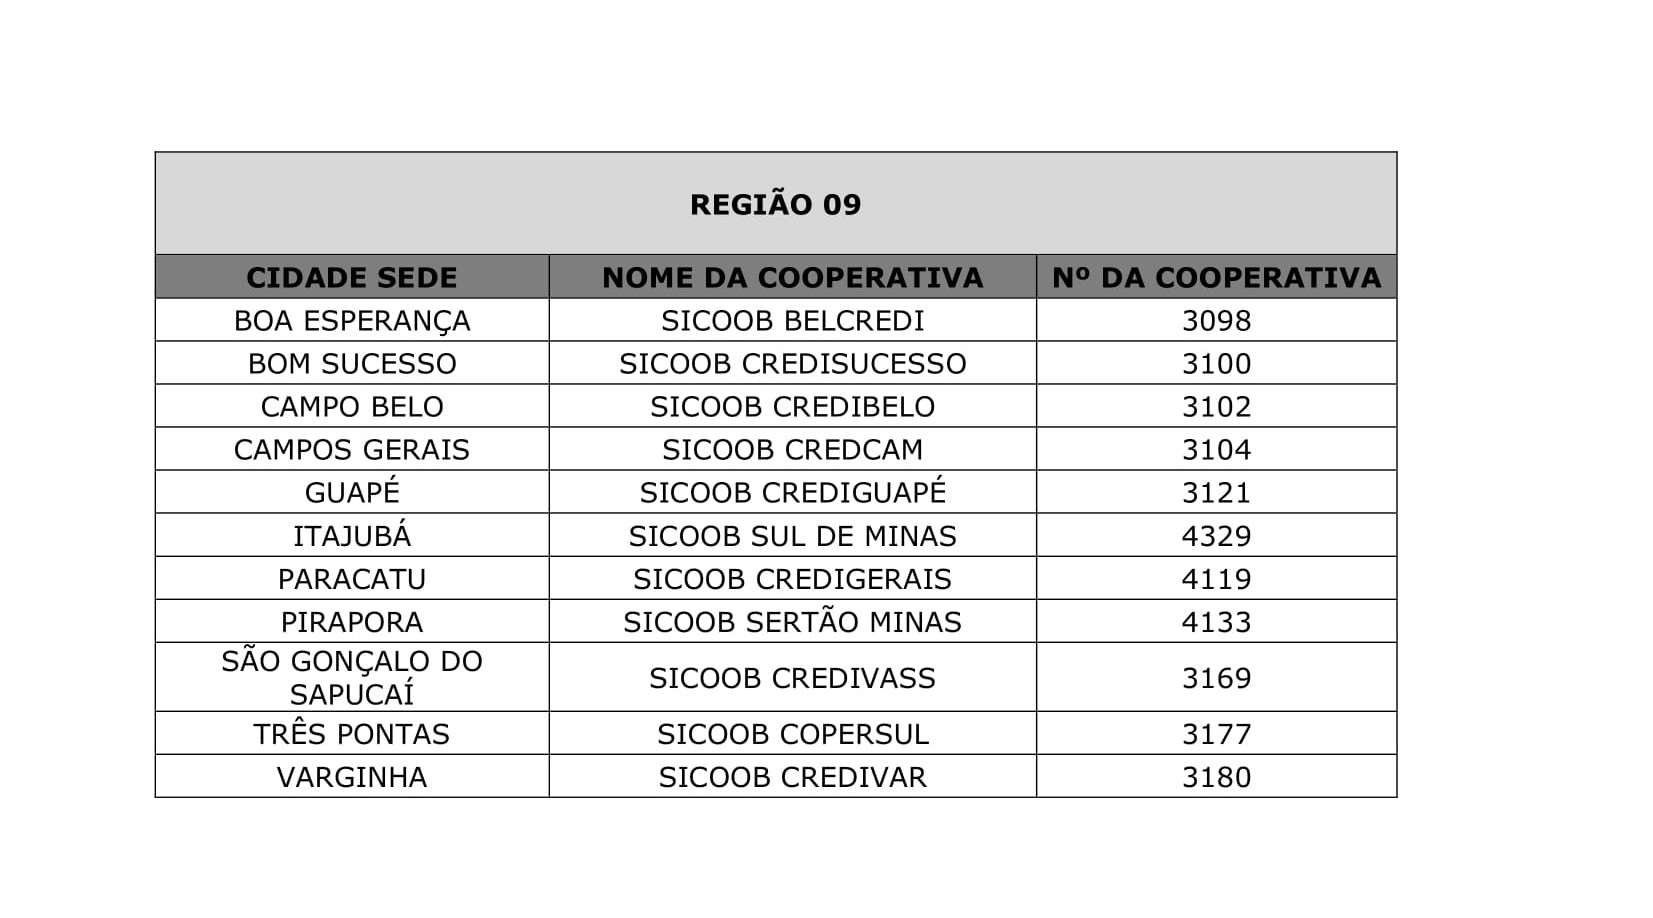 REGIÃO 09
CIDADE SEDE NOME DA COOPERATIVA Nº DA COOPERATIVA
BOA ESPERANÇA SICOOB BELCREDI 3098
BOM SUCESSO SICOOB CREDISUCESSO 3100
CAMPO BELO SICOOB CREDIBELO 3102
CAMPOS GERAIS SICOOB CREDCAM 3104
GUAPÉ SICOOB CREDIGUAPÉ 3121
ITAJUBÁ SICOOB SUL DE MINAS 4329
PARACATU SICOOB CREDIGERAIS 4119
PIRAPORA SICOOB SERTÃO MINAS 4133
SÃO GONÇALO DO
SAPUCAÍ SICOOB CREDIVASS 3169
TRÊS PONTAS SICOOB COPERSUL 3177
VARGINHA SICOOB CREDIVAR 3180